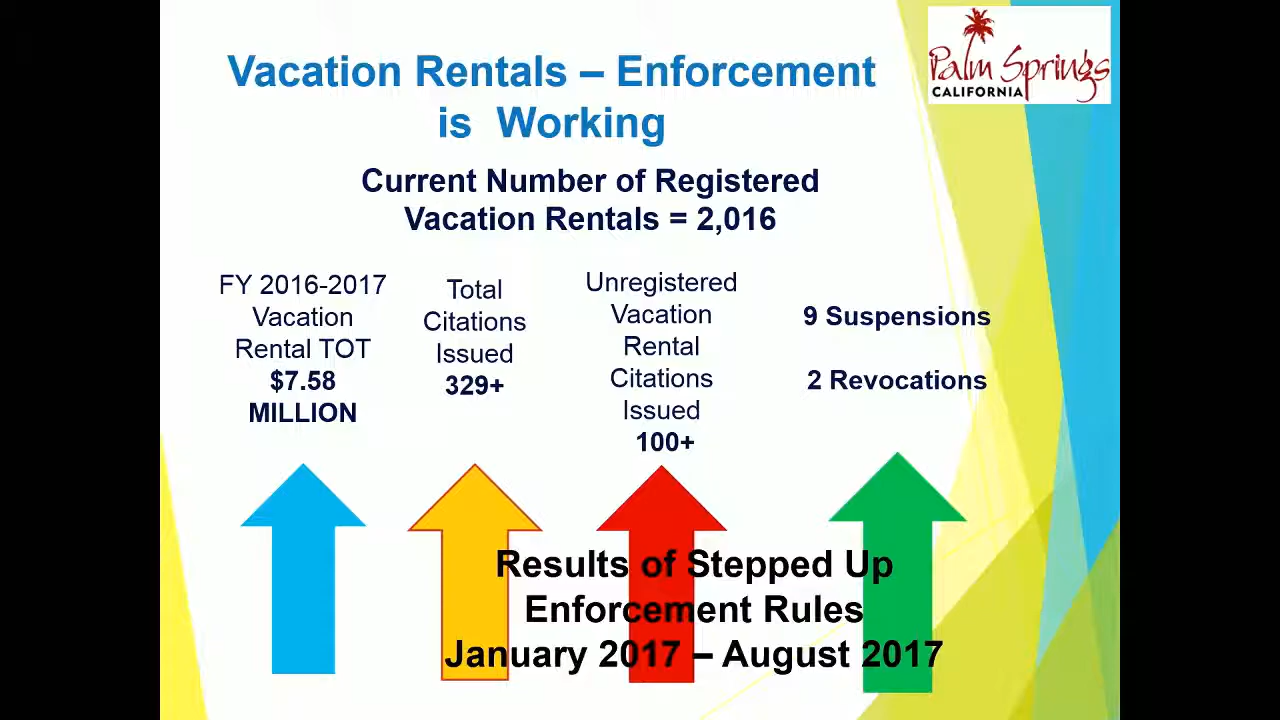 Palm Springs
CALIFORNIA
Vacation Rentals – Enforcement
is Working
Current Number of Registered
Vacation Rentals = 2,016
FY 2016-2017
Vacation
Rental TOT
$7.58
MILLION
Total
Citations
Issued
329+
Unregistered
Vacation
Rental
Citations
Issued
100+
9 Suspensions
2 Revocations
Results of Stepped Up
Enforcement Rules
January 2017 – August 2017